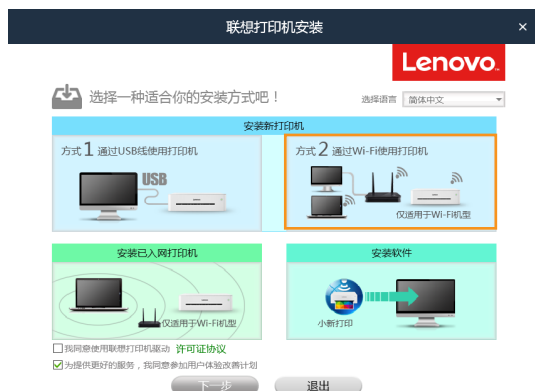 联想打印机安装
×
Lenovo
选择一种适合你的安装方式吧！
选择语言 简体中文
安装新打印机
方式1 通过USB线使用打印机
USB
方式2 通过Wi-Fi使用打印机
仅适用于Wi-Fi机型
安装已入网打印机
仅适用于Wi-Fi机型
安装软件
小新打印
我同意使用联想打印机驱动 许可证协议
为提供更好的服务，我同意参加用户体验改善计划
下一步
退出